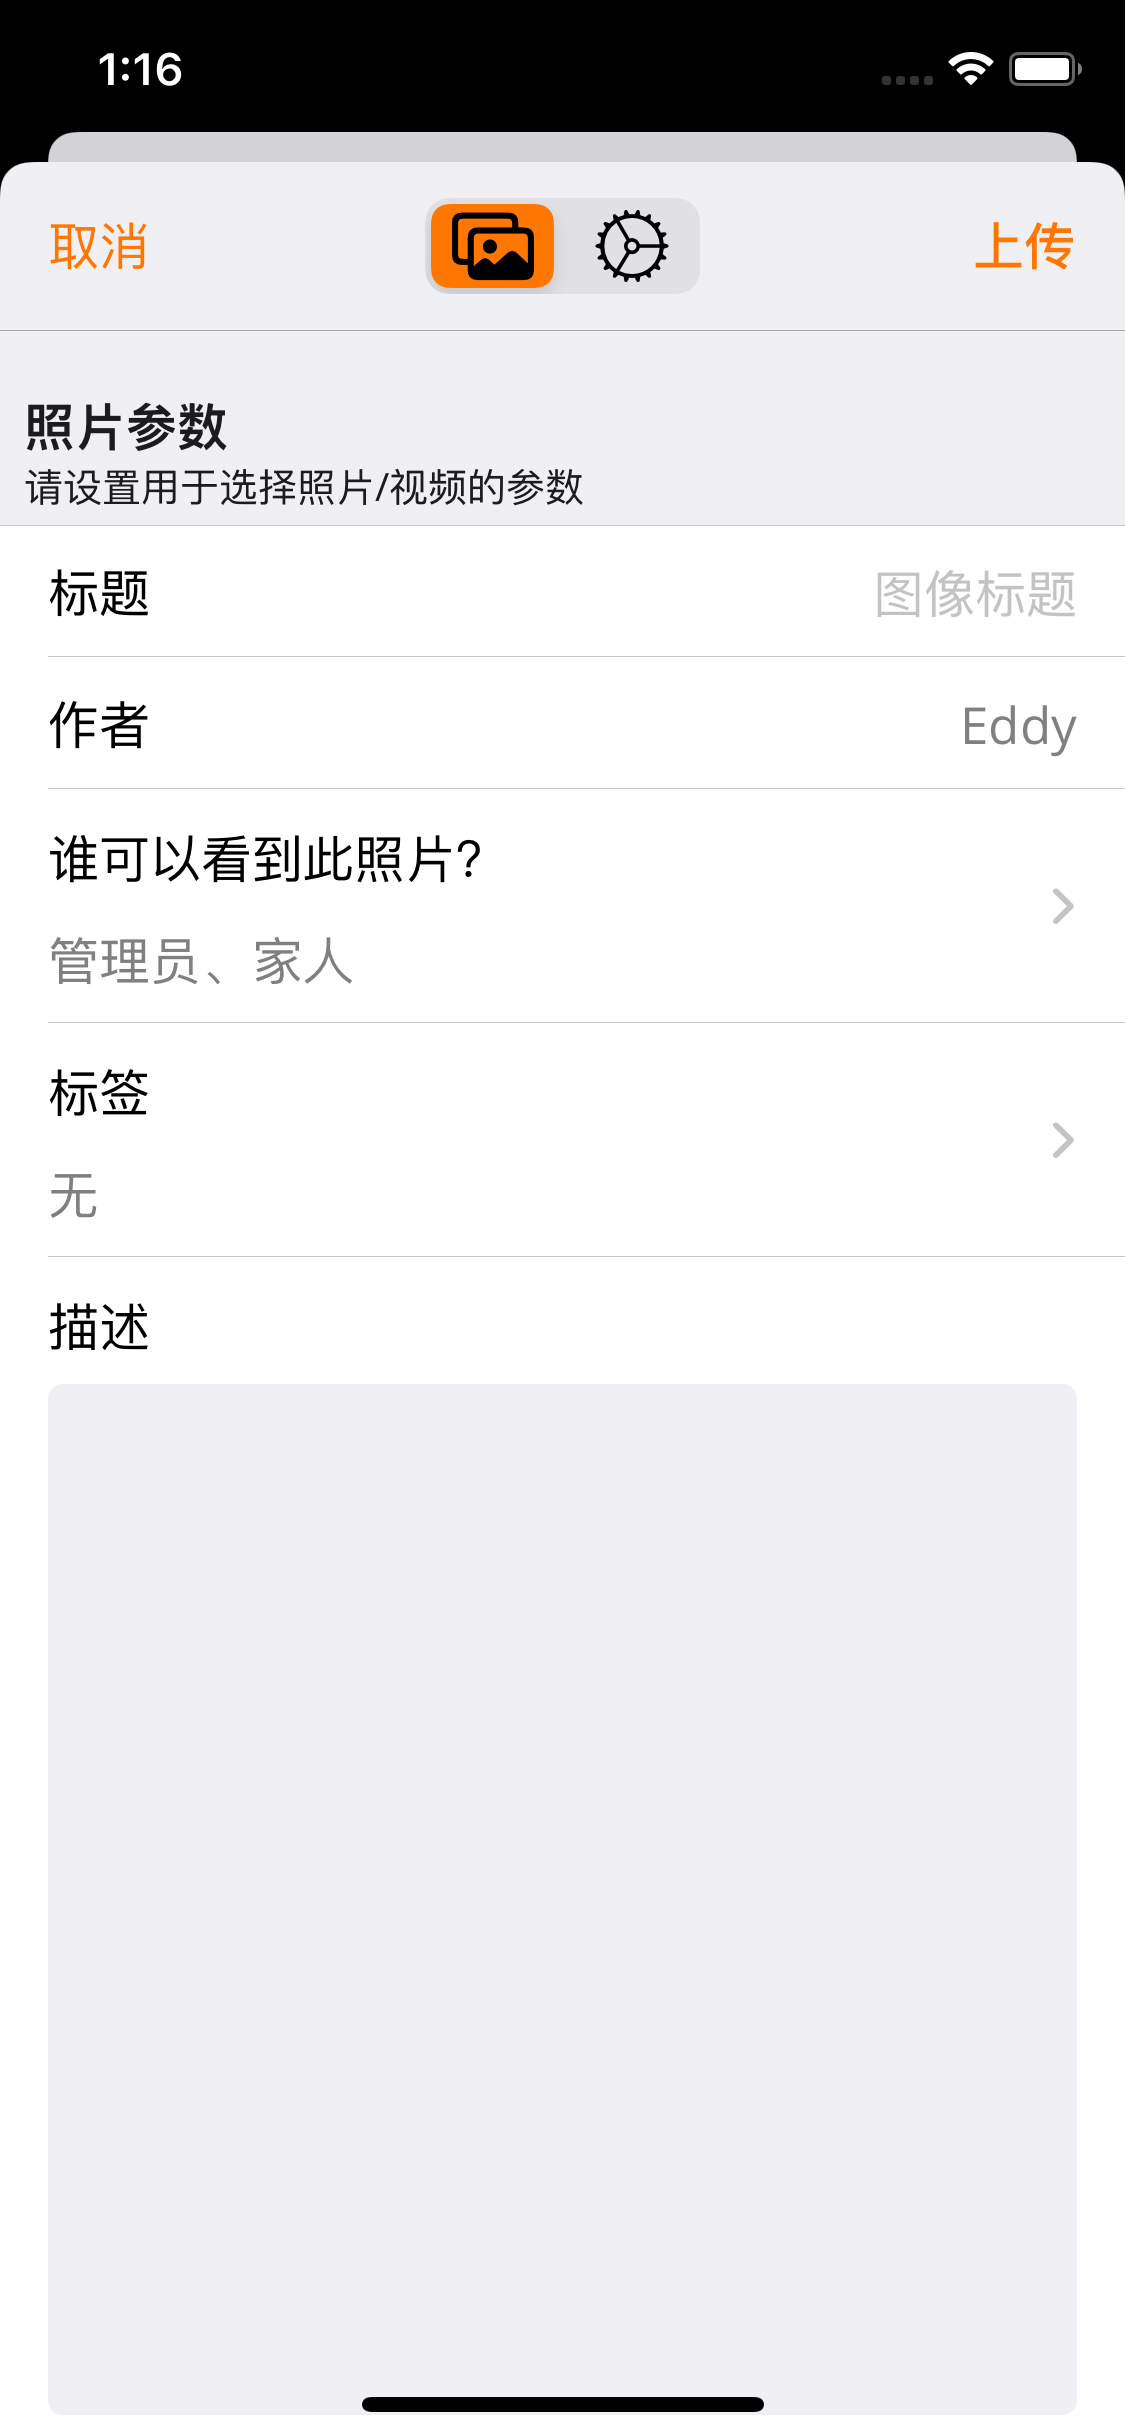 1:16
取消
上传
照片参数
请设置用于选择照片/视频的参数
标题
图像标题
作者
Eddy
谁可以看到此照片?
管理员、家人
标签
无
描述